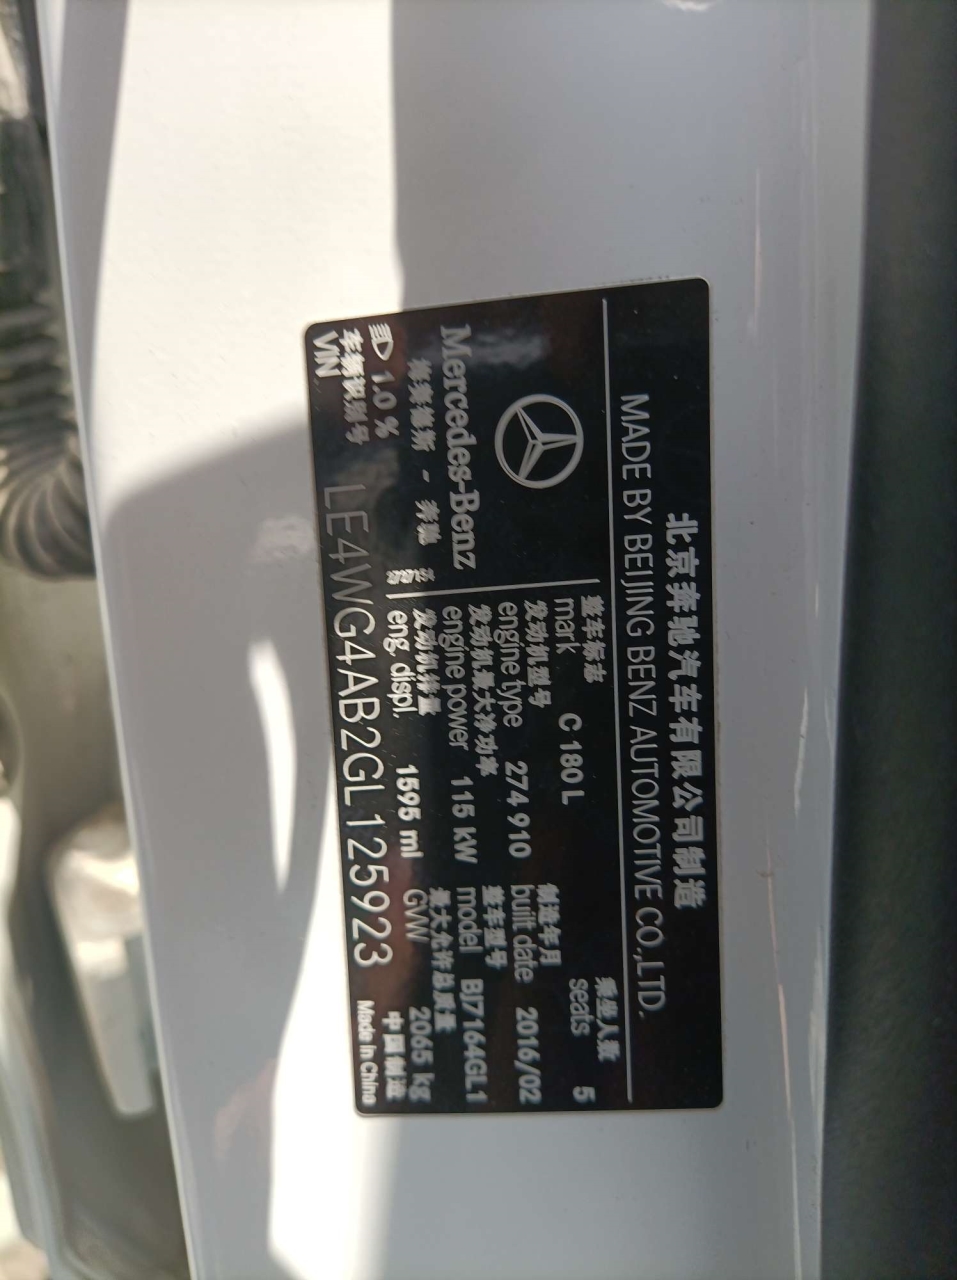 北京奔驰汽车有限公司制造
MADE BY BEIJING BENZ AUTOMOTIVE CO.,LTD.
整车标志
mark C 180 L
乘坐人数
seats 5
发动机型号
engine type 274 910
制造年月
built date 2016/02
发动机最大净功率
engine power 115 kW
整车型号
model BJ7164GL1
发动机排量
eng. displ. 1595 ml
最大允许总质量
GVW 2065 kg
Mercedes-Benz
梅赛德斯 - 奔驰
1.0 %
车辆识别号
VIN LE4WG4AB2GL125923
中国制造
Made In China